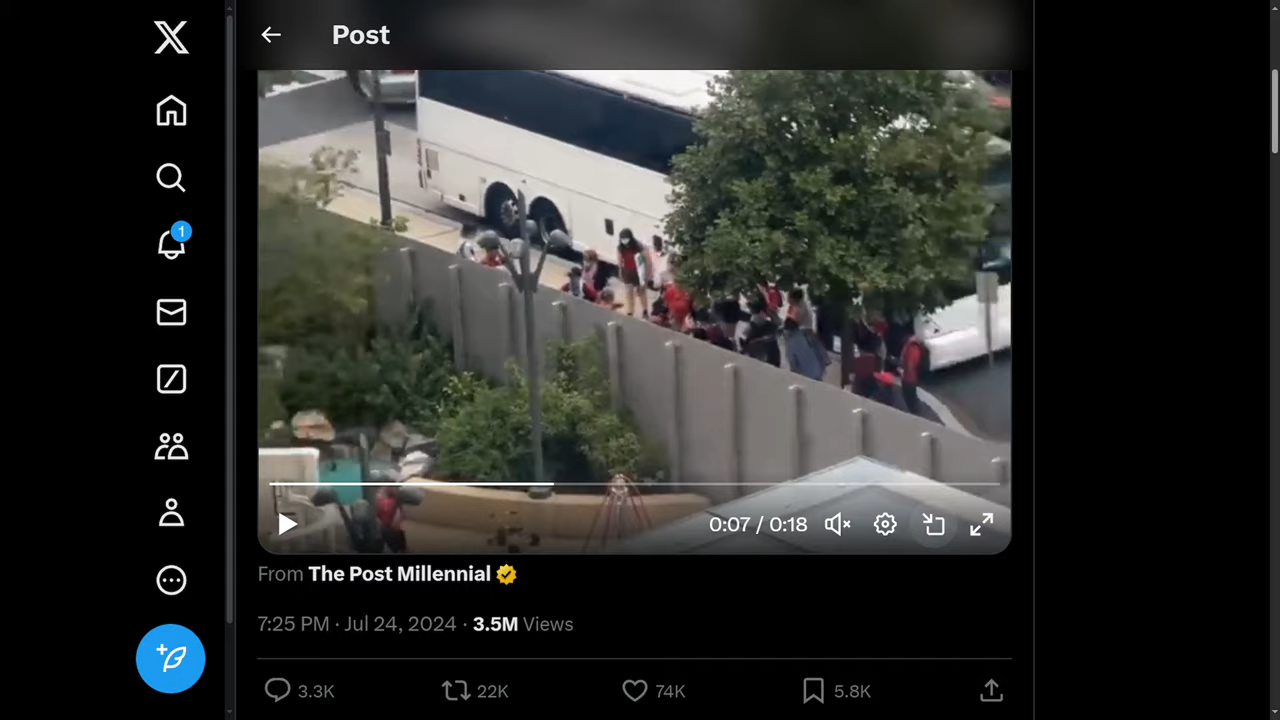 Post
1
0:07 / 0:18
From The Post Millennial
7:25 PM · Jul 24, 2024 · 3.5M Views
3.3K
22K
74K
5.8K